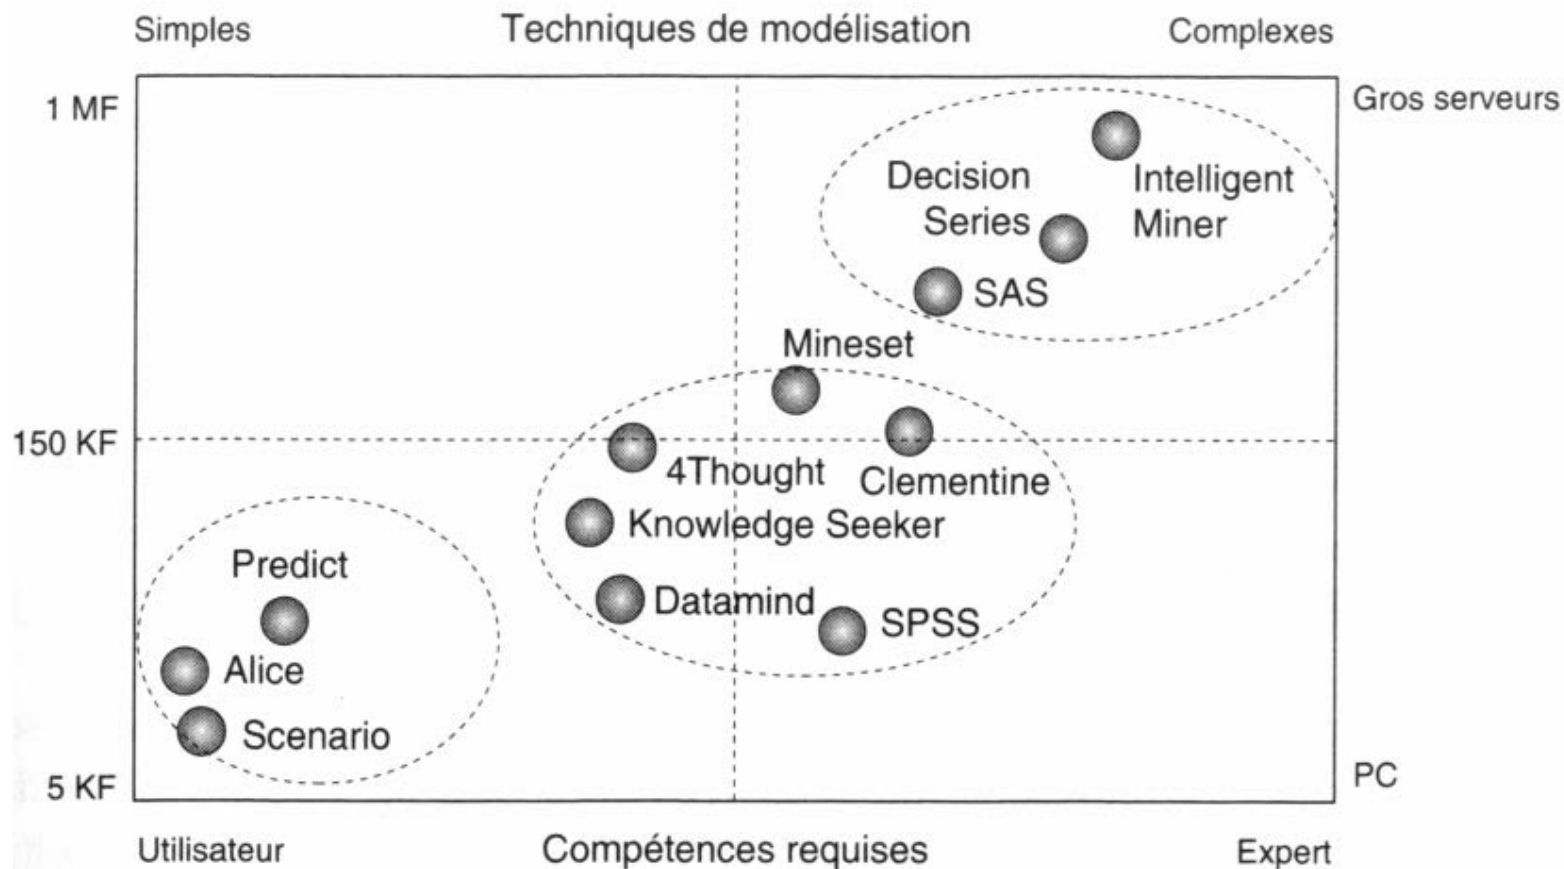 Simples
Techniques de modélisation
Complexes
1 MF
Gros serveurs
Decision
Series
Intelligent
Miner
SAS
Mineset
150 KF
4Thought
Clementine
Knowledge Seeker
Predict
Datamind
SPSS
Alice
Scenario
5 KF
PC
Utilisateur
Compétences requises
Expert